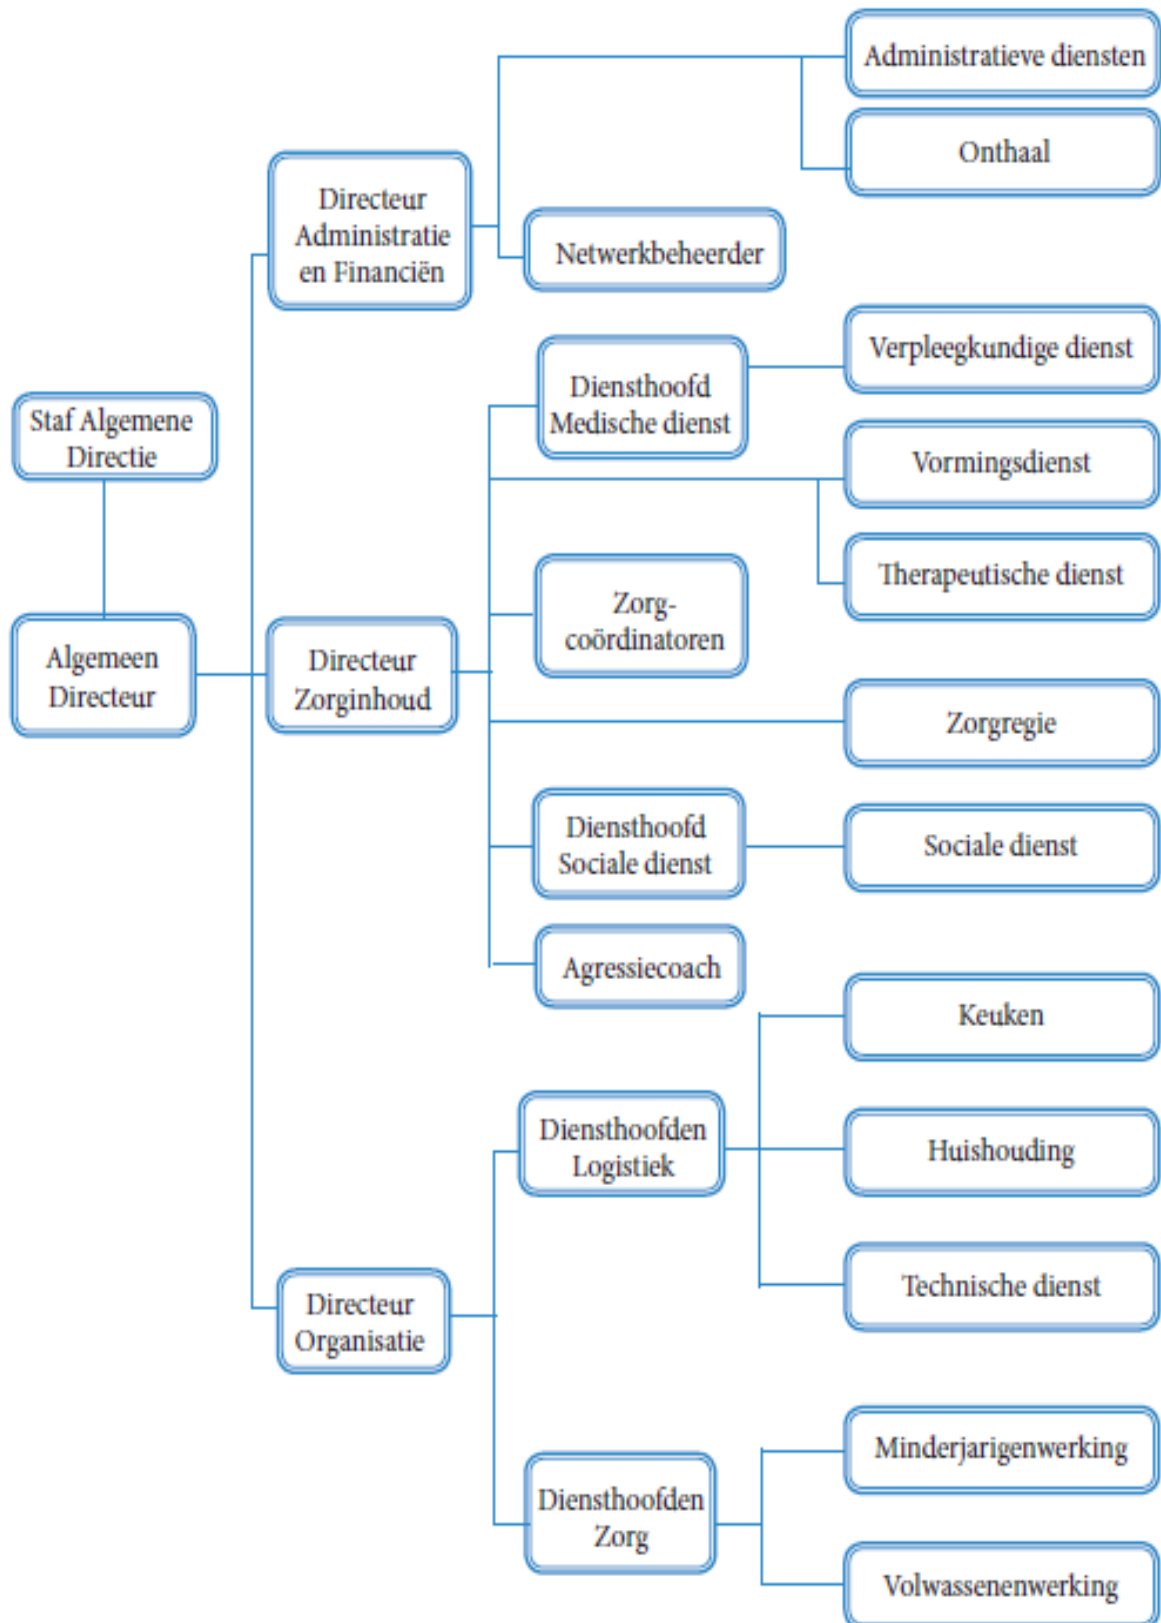 Administratieve diensten
Onthaal
Directeur
Administratie
en Financiën
Netwerkbeheerder
Verpleegkundige dienst
Diensthoofd
Medische dienst
Staf Algemene
Directie
Vormingsdienst
Therapeutische dienst
Zorg-
coördinatoren
Algemeen
Directeur
Directeur
Zorginhoud
Zorgregie
Diensthoofd
Sociale dienst
Sociale dienst
Agressiecoach
Keuken
Diensthoofden
Logistiek
Huishouding
Technische dienst
Directeur
Organisatie
Minderjarigenwerking
Diensthoofden
Zorg
Volwassenenwerking